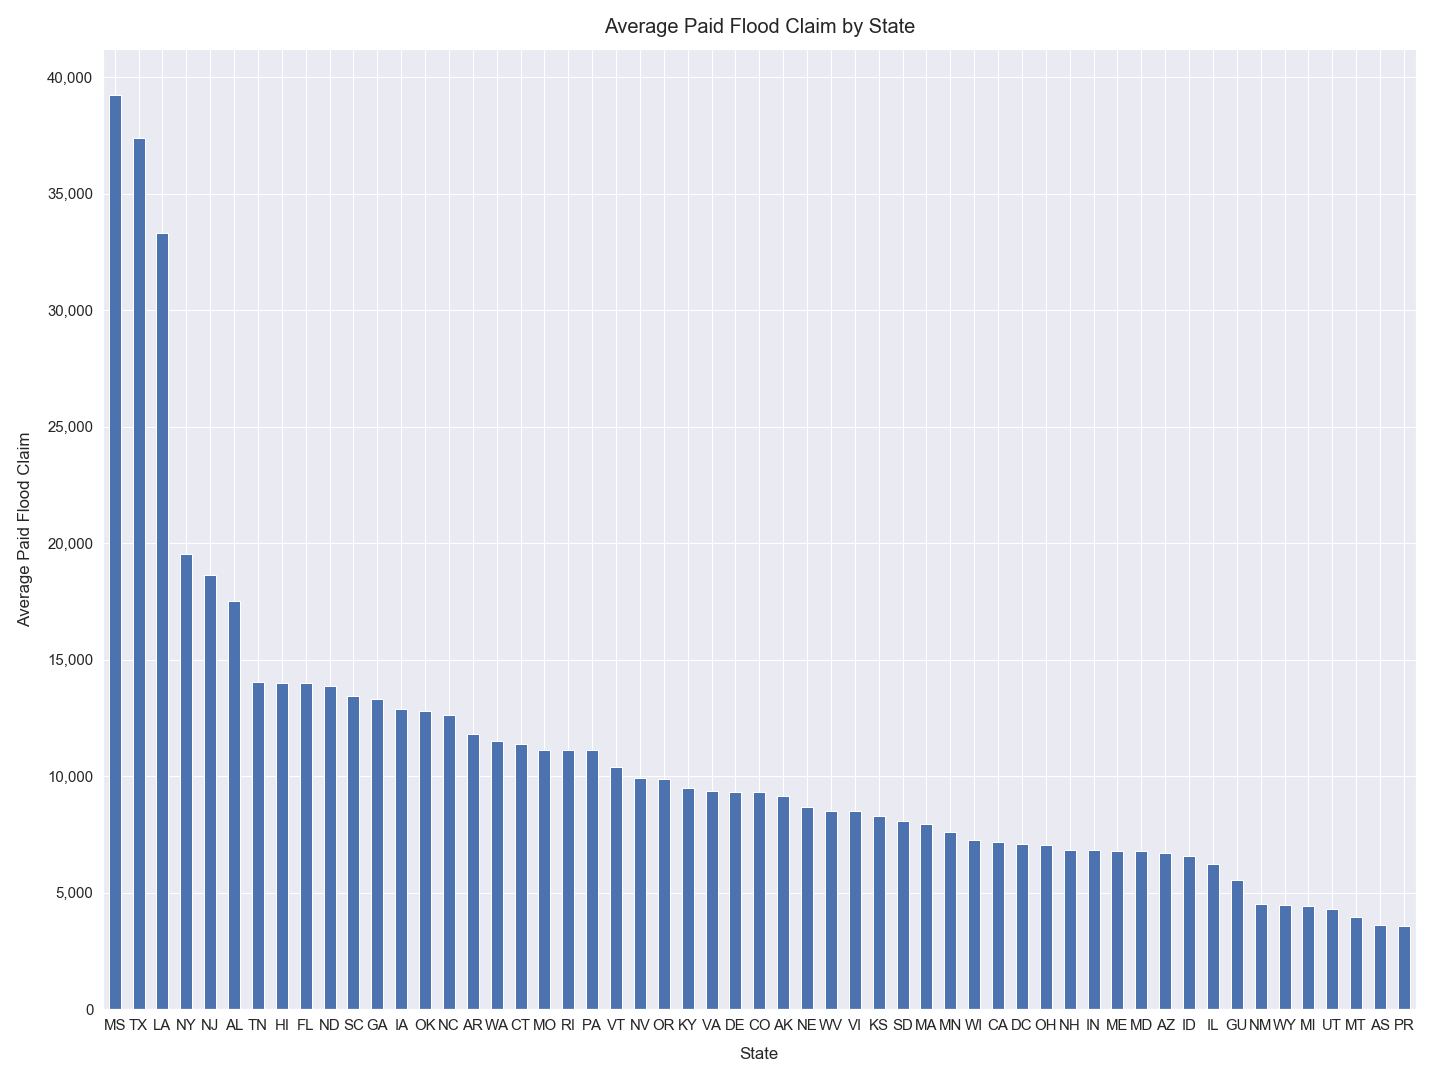 Average Paid Flood Claim by State
40,000
35,000
30,000
25,000
20,000
15,000
10,000
5,000
0
Average Paid Flood Claim
MS TX LA NY NJ AL TN HI FL ND SC GA IA OK NC AR WA CT MO RI PA VT NV OR KY VA DE CO AK NE WV VI KS SD MA MN WI CA DC OH NH IN ME MD AZ ID IL GU NM WY MI UT MT AS PR
State